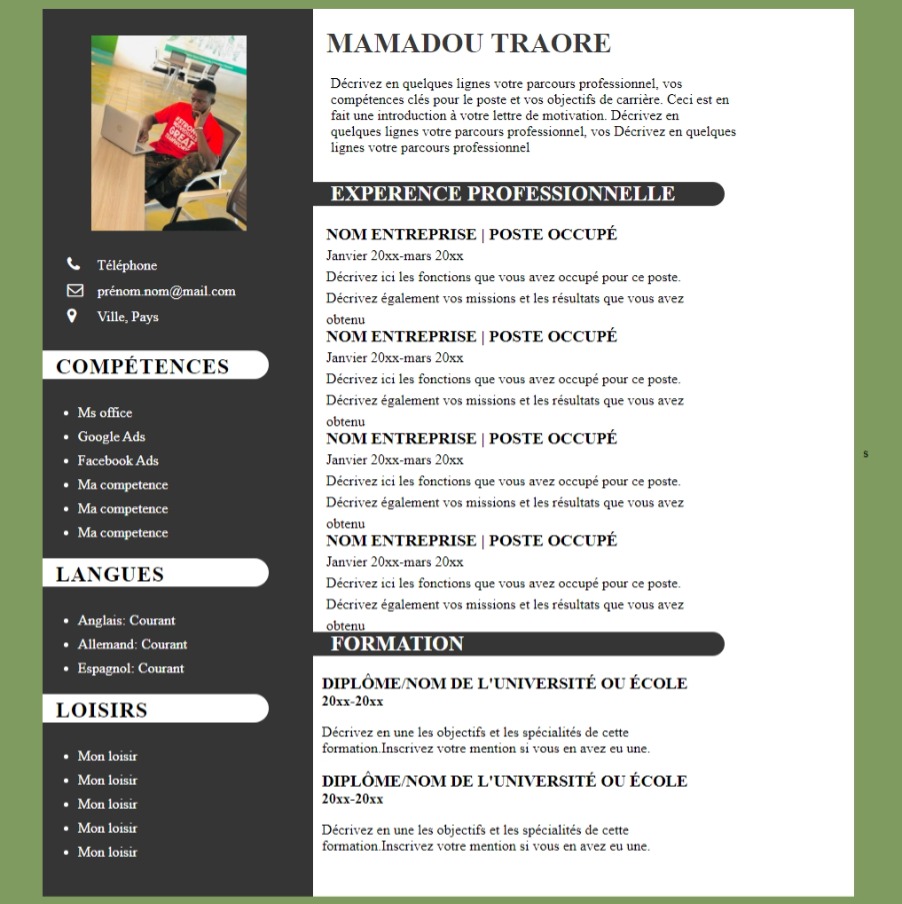 MAMADOU TRAORE
Décrivez en quelques lignes votre parcours professionnel, vos
compétences clés pour le poste et vos objectifs de carrière. Ceci est en
fait une introduction à votre lettre de motivation. Décrivez en
quelques lignes votre parcours professionnel, vos Décrivez en quelques
lignes votre parcours professionnel
Téléphone
prénom.nom@mail.com
Ville, Pays
COMPÉTENCES
Ms office
Google Ads
Facebook Ads
Ma competence
Ma competence
Ma competence
LANGUES
Anglais: Courant
Allemand: Courant
Espagnol: Courant
LOISIRS
Mon loisir
Mon loisir
Mon loisir
Mon loisir
Mon loisir
EXPERENCE PROFESSIONNELLE
NOM ENTREPRISE | POSTE OCCUPÉ
Janvier 20xx-mars 20xx
Décrivez ici les fonctions que vous avez occupé pour ce poste.
Décrivez également vos missions et les résultats que vous avez
obtenu
NOM ENTREPRISE | POSTE OCCUPÉ
Janvier 20xx-mars 20xx
Décrivez ici les fonctions que vous avez occupé pour ce poste.
Décrivez également vos missions et les résultats que vous avez
obtenu
NOM ENTREPRISE | POSTE OCCUPÉ
Janvier 20xx-mars 20xx
Décrivez ici les fonctions que vous avez occupé pour ce poste.
Décrivez également vos missions et les résultats que vous avez
obtenu
NOM ENTREPRISE | POSTE OCCUPÉ
Janvier 20xx-mars 20xx
Décrivez ici les fonctions que vous avez occupé pour ce poste.
Décrivez également vos missions et les résultats que vous avez
obtenu
FORMATION
DIPLÔME/NOM DE L'UNIVERSITÉ OU ÉCOLE
20xx-20xx
Décrivez en une les objectifs et les spécialités de cette
formation.Inscrivez votre mention si vous en avez eu une.
DIPLÔME/NOM DE L'UNIVERSITÉ OU ÉCOLE
20xx-20xx
Décrivez en une les objectifs et les spécialités de cette
formation.Inscrivez votre mention si vous en avez eu une.
s